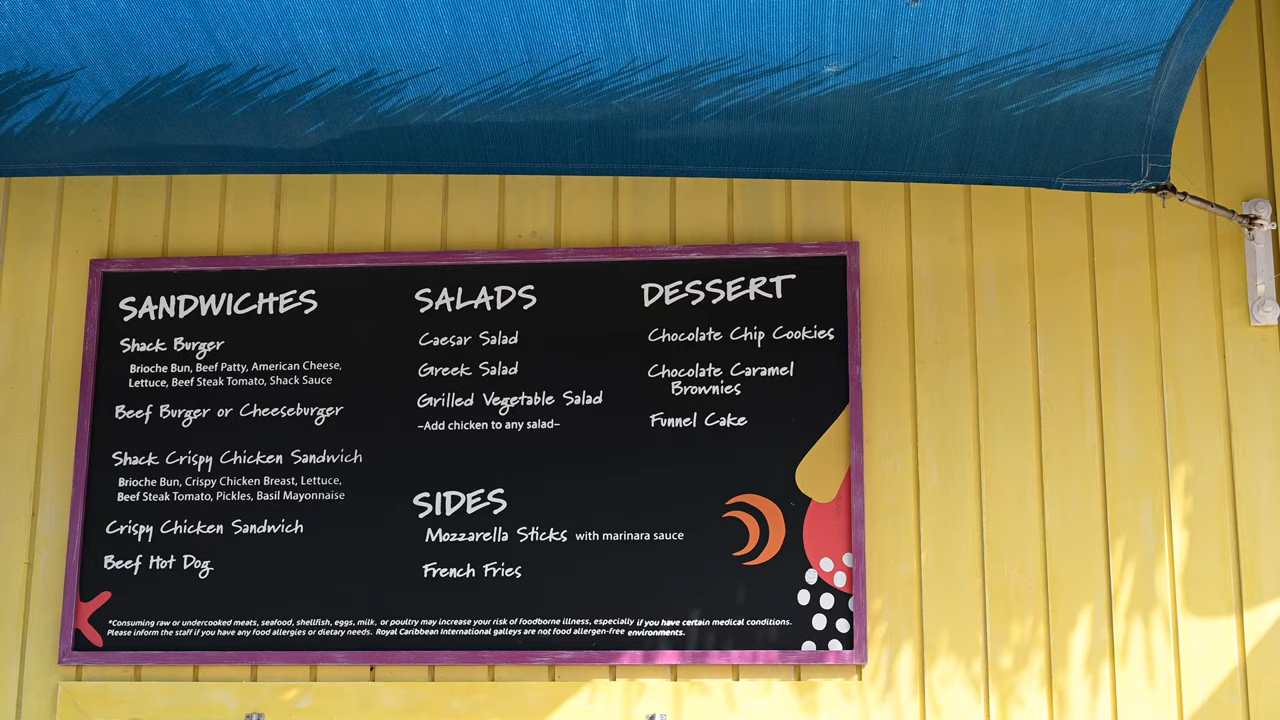 SANDWICHES
Shack Burger
Brioche Bun, Beef Patty, American Cheese,
Lettuce, Beef Steak Tomato, Shack Sauce
Beef Burger or Cheeseburger
Shack Crispy Chicken Sandwich
Brioche Bun, Crispy Chicken Breast, Lettuce,
Beef Steak Tomato, Pickles, Basil Mayonnaise
Crispy Chicken Sandwich
Beef Hot Dog
SALADS
Caesar Salad
Greek Salad
Grilled Vegetable Salad
–Add chicken to any salad–
SIDES
Mozzarella Sticks with marinara sauce
French Fries
DESSERT
Chocolate Chip Cookies
Chocolate Caramel
Brownies
Funnel Cake
*Consuming raw or undercooked meats, seafood, shellfish, eggs, milk, or poultry may increase your risk of foodborne illness, especially if you have certain medical conditions.
Please inform the staff if you have any food allergies or dietary needs. Royal Caribbean International galleys are not food allergen-free environments.